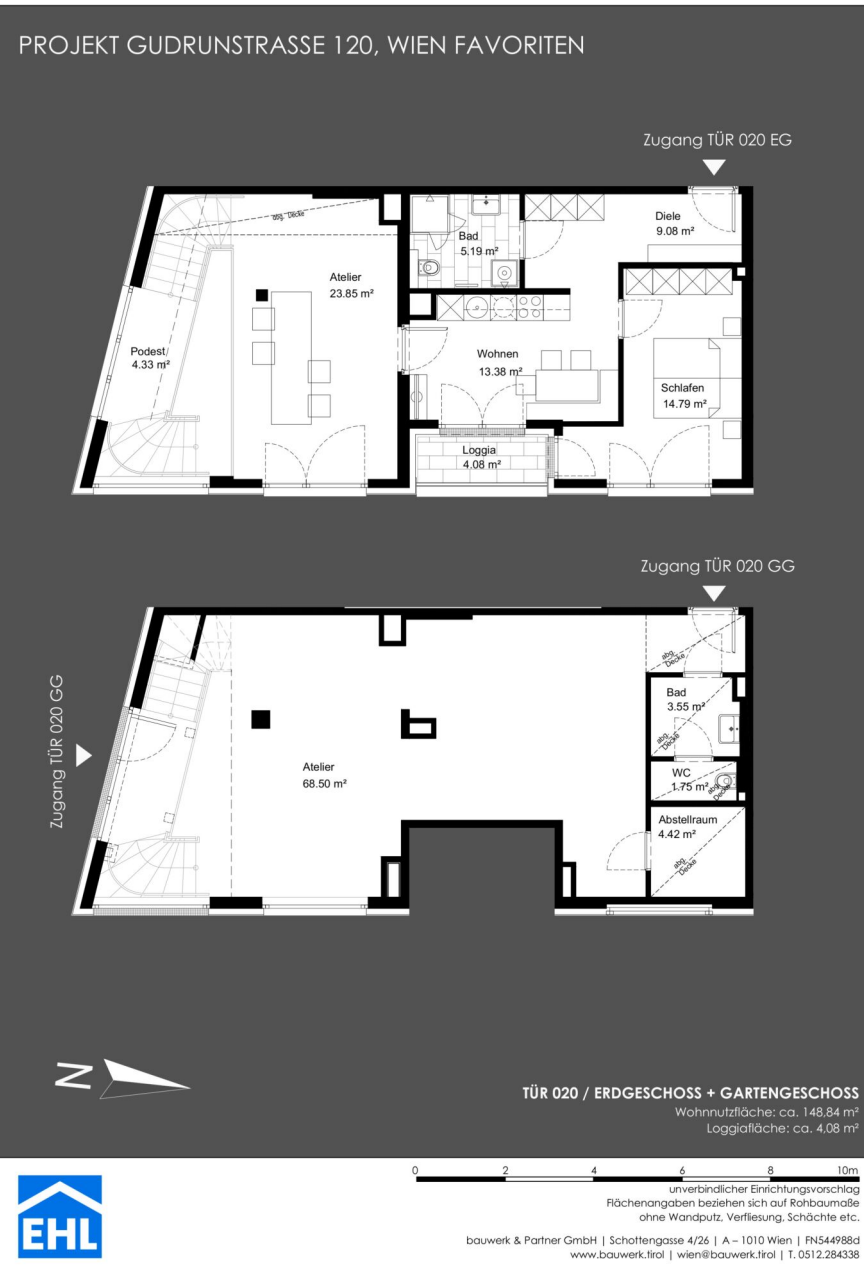 PROJEKT GUDRUNSTRASSE 120, WIEN FAVORITEN
Zugang TÜR 020 EG
abg. Decke
Bad
5.19 m²
Diele
9.08 m²
Atelier
23.85 m²
Podest
4.33 m²
Wohnen
13.38 m²
Schlafen
14.79 m²
Loggia
4.08 m²
Zugang TÜR 020 GG
Zugang TÜR 020 GG
abg.
Decke
Bad
3.55 m²
abg.
Decke
Atelier
68.50 m²
WC
1.75 m²
abg.
Decke
Abstellraum
4.42 m²
abg.
Decke
N
TÜR 020 / ERDGESCHOSS + GARTENGESCHOSS
Wohnnutzfläche: ca. 148,84 m²
Loggiafläche: ca. 4,08 m²
0 2 4 6 8 10m
unverbindlicher Einrichtungsvorschlag
Flächenangaben beziehen sich auf Rohbaumaße
ohne Wandputz, Verfliesung, Schächte etc.
EHL
bauwerk & Partner GmbH | Schottengasse 4/26 | A – 1010 Wien | FN544988d
www.bauwerk.tirol | wien@bauwerk.tirol | T. 0512.284338